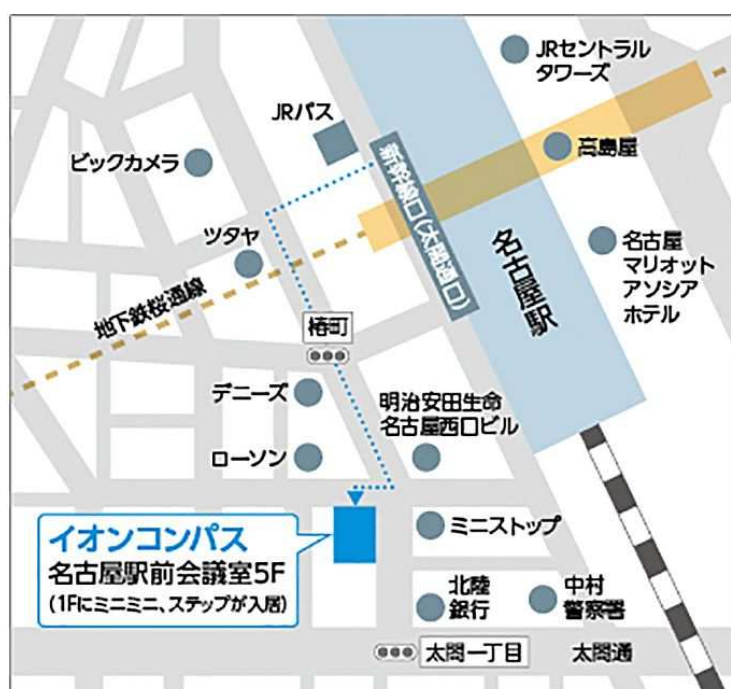 JRセントラル
タワーズ
JRバス
ビックカメラ
髙島屋
新幹線口(太閤通口)
ツタヤ
名古屋駅
名古屋
マリオット
アソシア
ホテル
地下鉄桜通線
椿町
デニーズ
明治安田生命
名古屋西口ビル
ローソン
イオンコンパス
名古屋駅前会議室5F
(1Fにミニミニ、ステップが入居)
ミニストップ
北陸
銀行
中村
警察署
太閤一丁目
太閤通